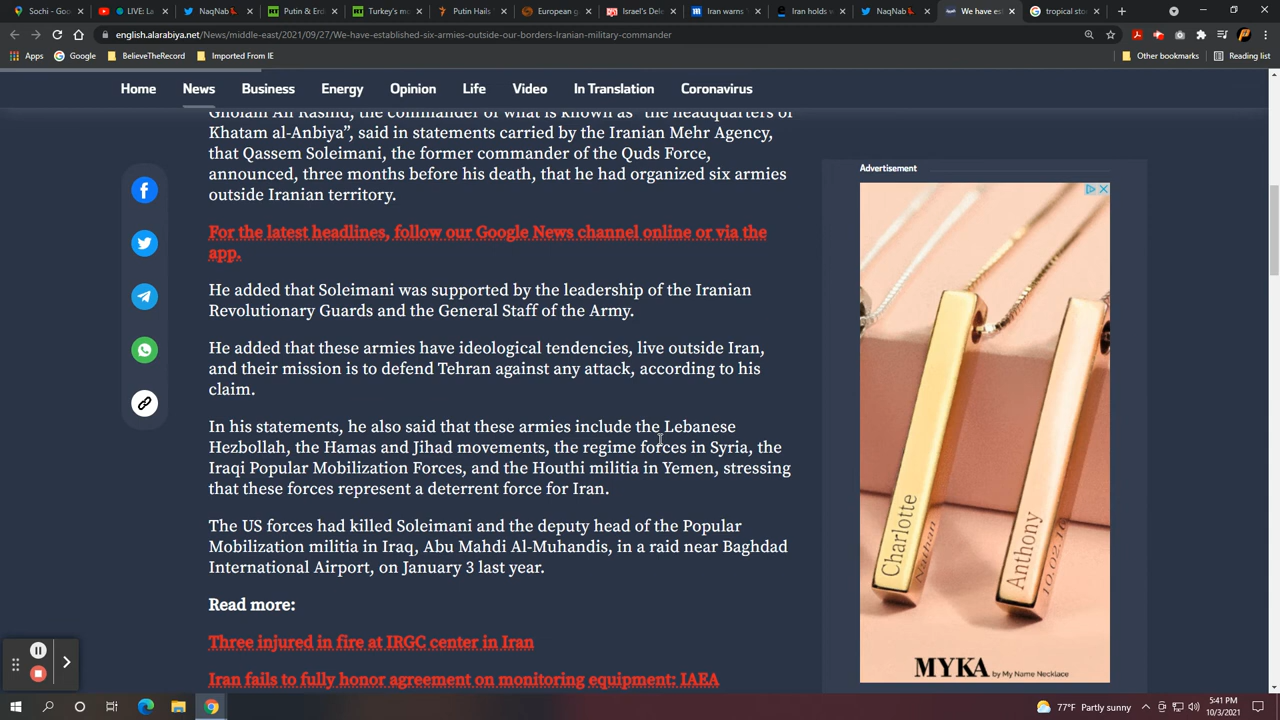 Sochi - Goo
LIVE: La
NaqNab
Putin & Erd
Turkey's mo
Putin Hails
European g
Israel's Dele
Iran warns
Iran has wa
NaqNab
We have est
tropical stor
english.alarabiya.net/News/middle-east/2021/09/27/We-have-established-six-armies-outside-our-borders-Iranian-military-commander
Apps
Google
BelieveTheRecord
Imported From IE
Other bookmarks
Reading list
Home
News
Business
Energy
Opinion
Life
Video
In Translation
Coronavirus
Gholam Ali Rashid, the commander of what is known as “the headquarters of
Khatam al-Anbiya”, said in statements carried by the Iranian Mehr Agency,
that Qassem Soleimani, the former commander of the Quds Force,
announced, three months before his death, that he had organized six armies
outside Iranian territory.
For the latest headlines, follow our Google News channel online or via the
app.
He added that Soleimani was supported by the leadership of the Iranian
Revolutionary Guards and the General Staff of the Army.
He added that these armies have ideological tendencies, live outside Iran,
and their mission is to defend Tehran against any attack, according to his
claim.
In his statements, he also said that these armies include the Lebanese
Hezbollah, the Hamas and Jihad movements, the regime forces in Syria, the
Iraqi Popular Mobilization Forces, and the Houthi militia in Yemen, stressing
that these forces represent a deterrent force for Iran.
The US forces had killed Soleimani and the deputy head of the Popular
Mobilization militia in Iraq, Abu Mahdi Al-Muhandis, in a raid near Baghdad
International Airport, on January 3 last year.
Read more:
Three injured in fire at IRGC center in Iran
Iran fails to fully honor agreement on monitoring equipment: IAEA
Advertisement
Charlotte
Nathan
Anthony
10.02.16
MYKA by My Name Necklace
77°F Partly sunny
5:41 PM
10/3/2021